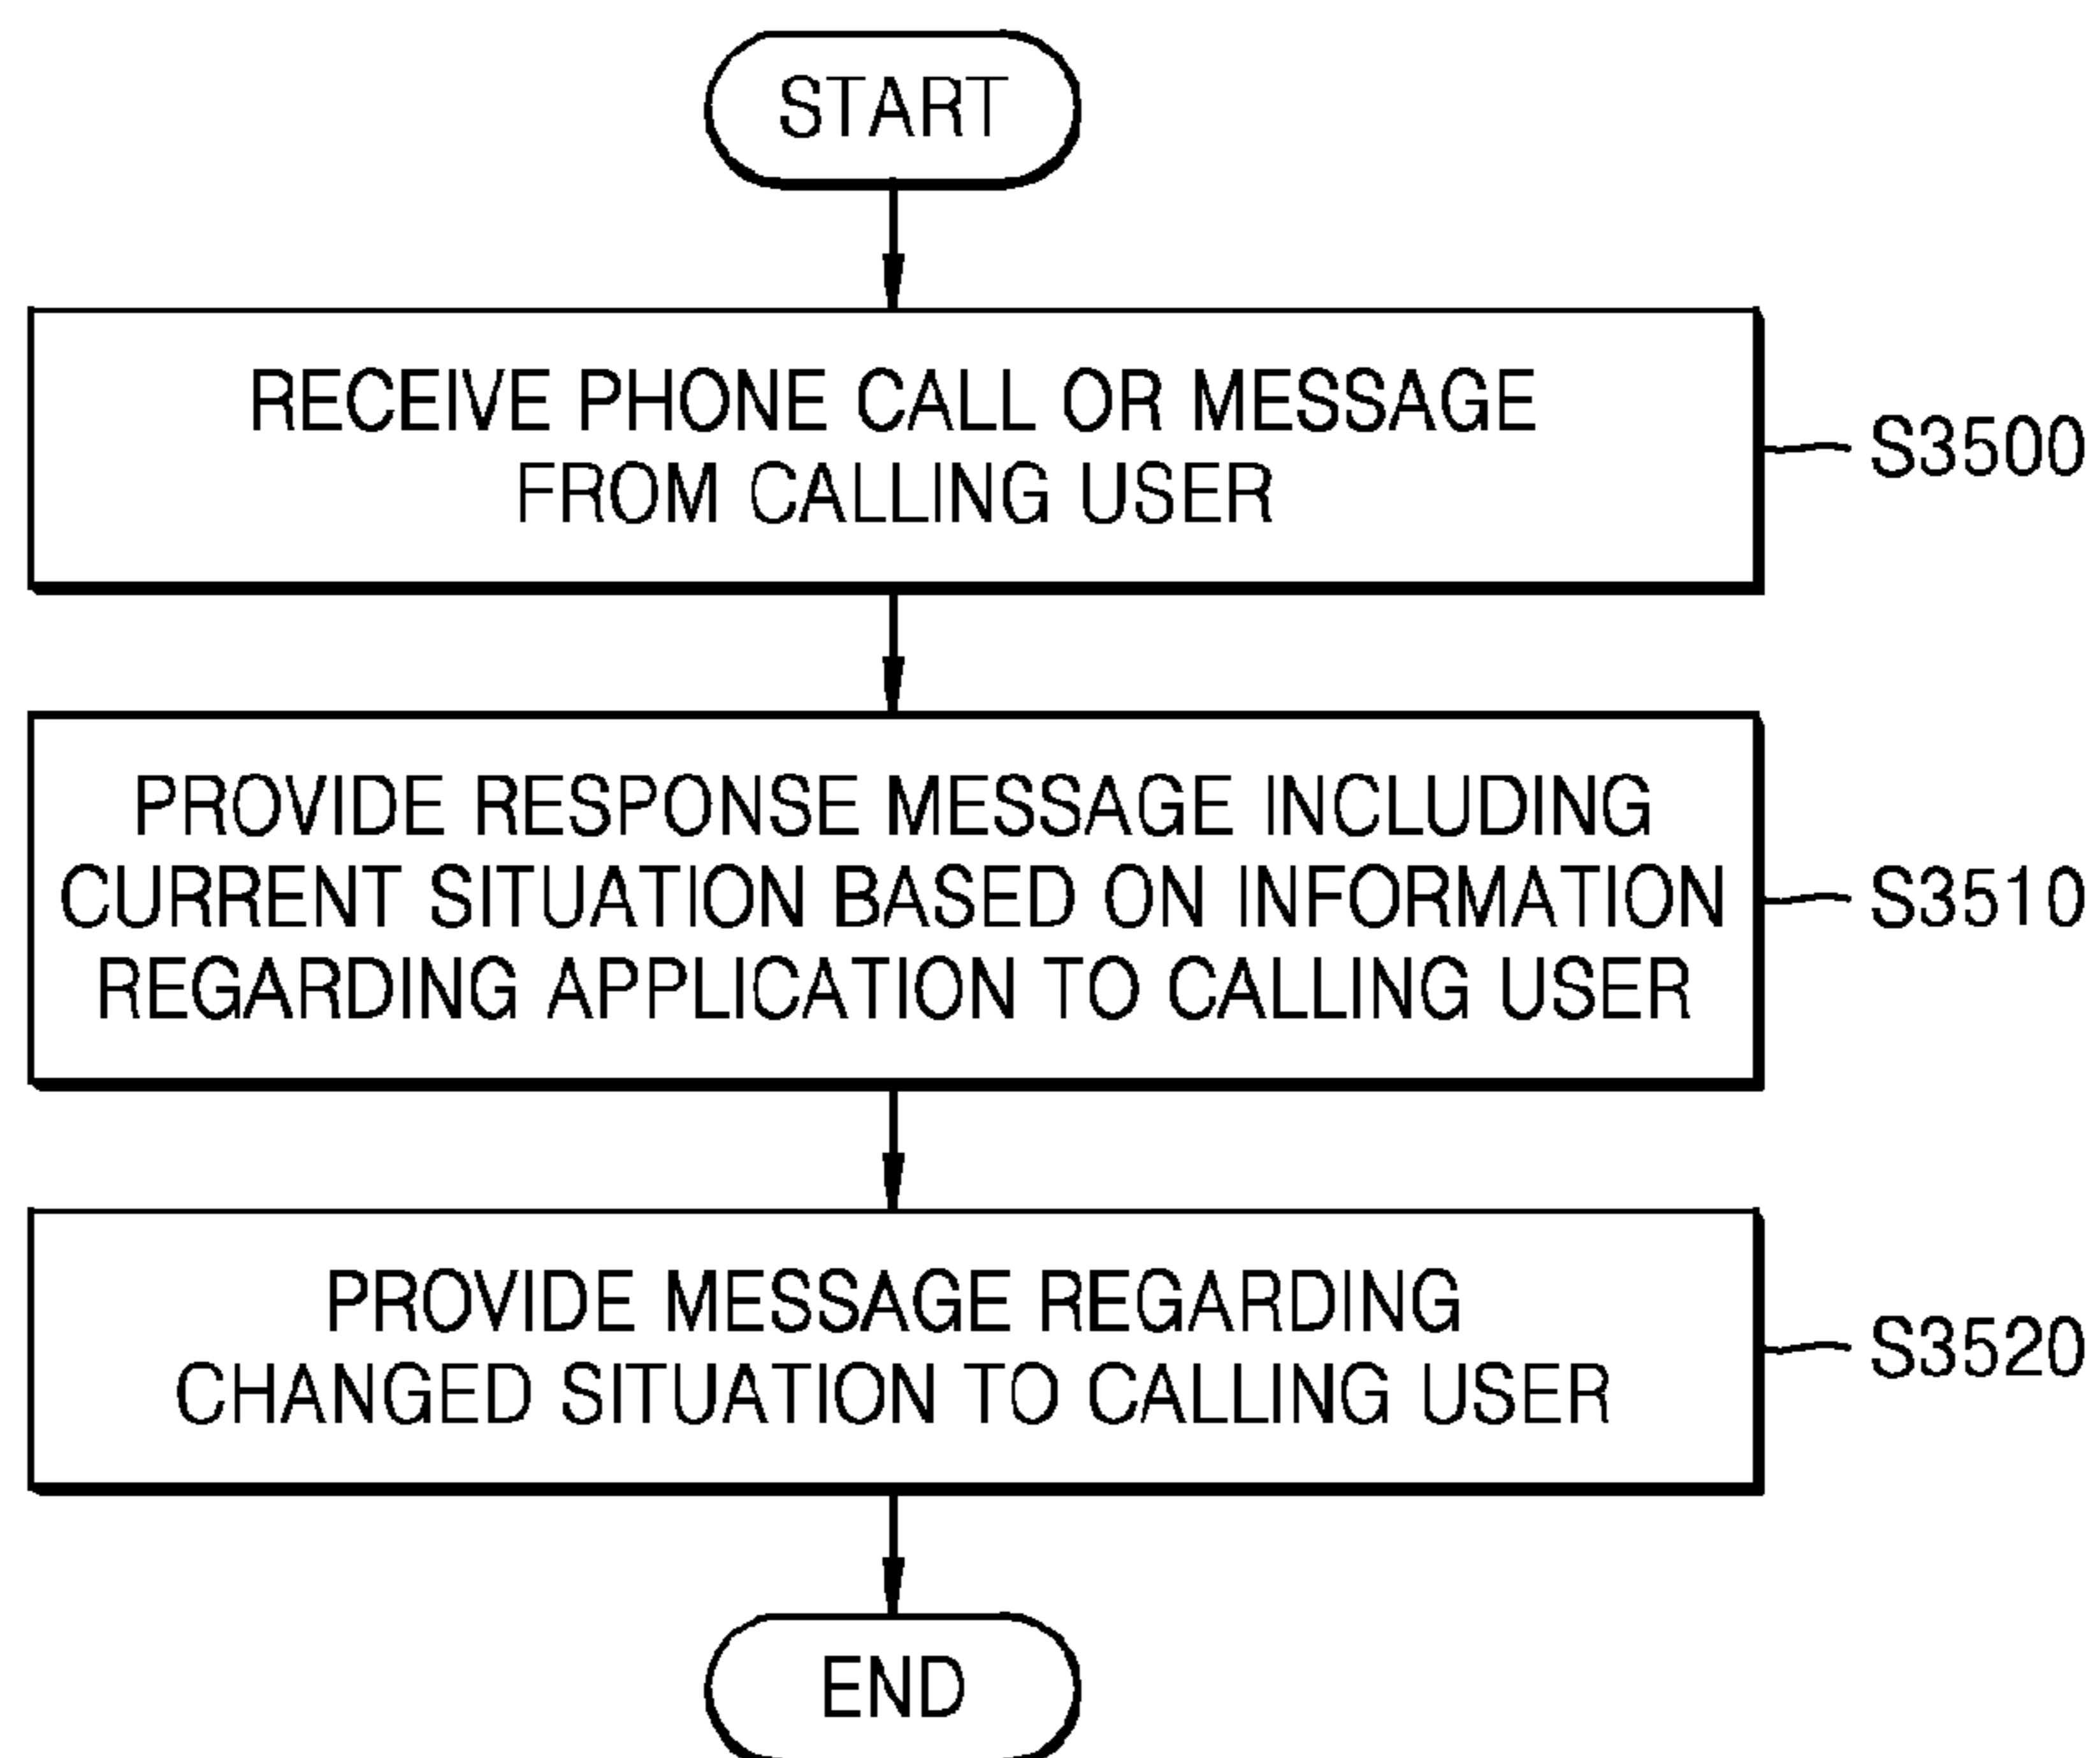 START
RECEIVE PHONE CALL OR MESSAGE
FROM CALLING USER
S3500
PROVIDE RESPONSE MESSAGE INCLUDING
CURRENT SITUATION BASED ON INFORMATION
REGARDING APPLICATION TO CALLING USER
S3510
PROVIDE MESSAGE REGARDING
CHANGED SITUATION TO CALLING USER
S3520
END